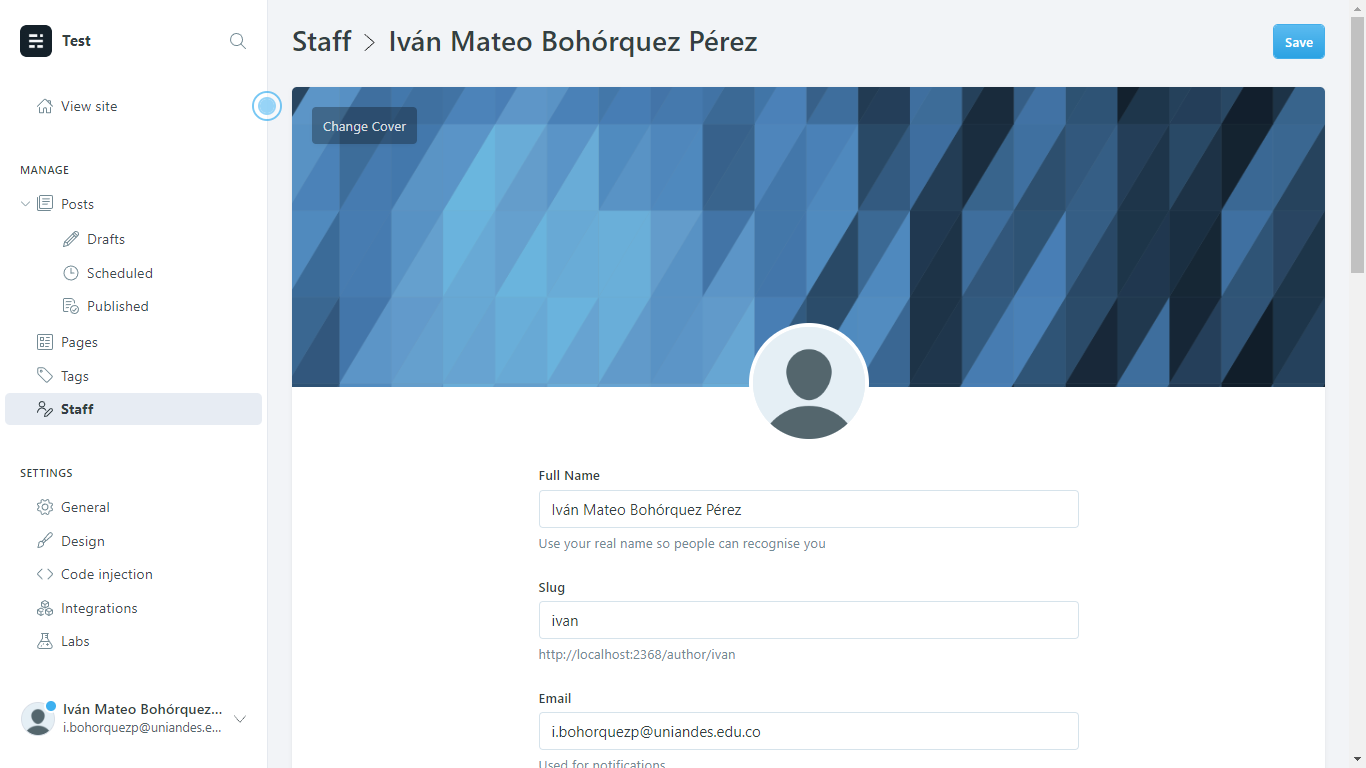 Test
View site
MANAGE
Posts
Drafts
Scheduled
Published
Pages
Tags
Staff
SETTINGS
General
Design
Code injection
Integrations
Labs
Iván Mateo Bohórquez...
i.bohorquezp@uniandes.e...
Staff > Iván Mateo Bohórquez Pérez
Save
Change Cover
Full Name
Iván Mateo Bohórquez Pérez
Use your real name so people can recognise you
Slug
ivan
http://localhost:2368/author/ivan
Email
i.bohorquezp@uniandes.edu.co
Used for notifications